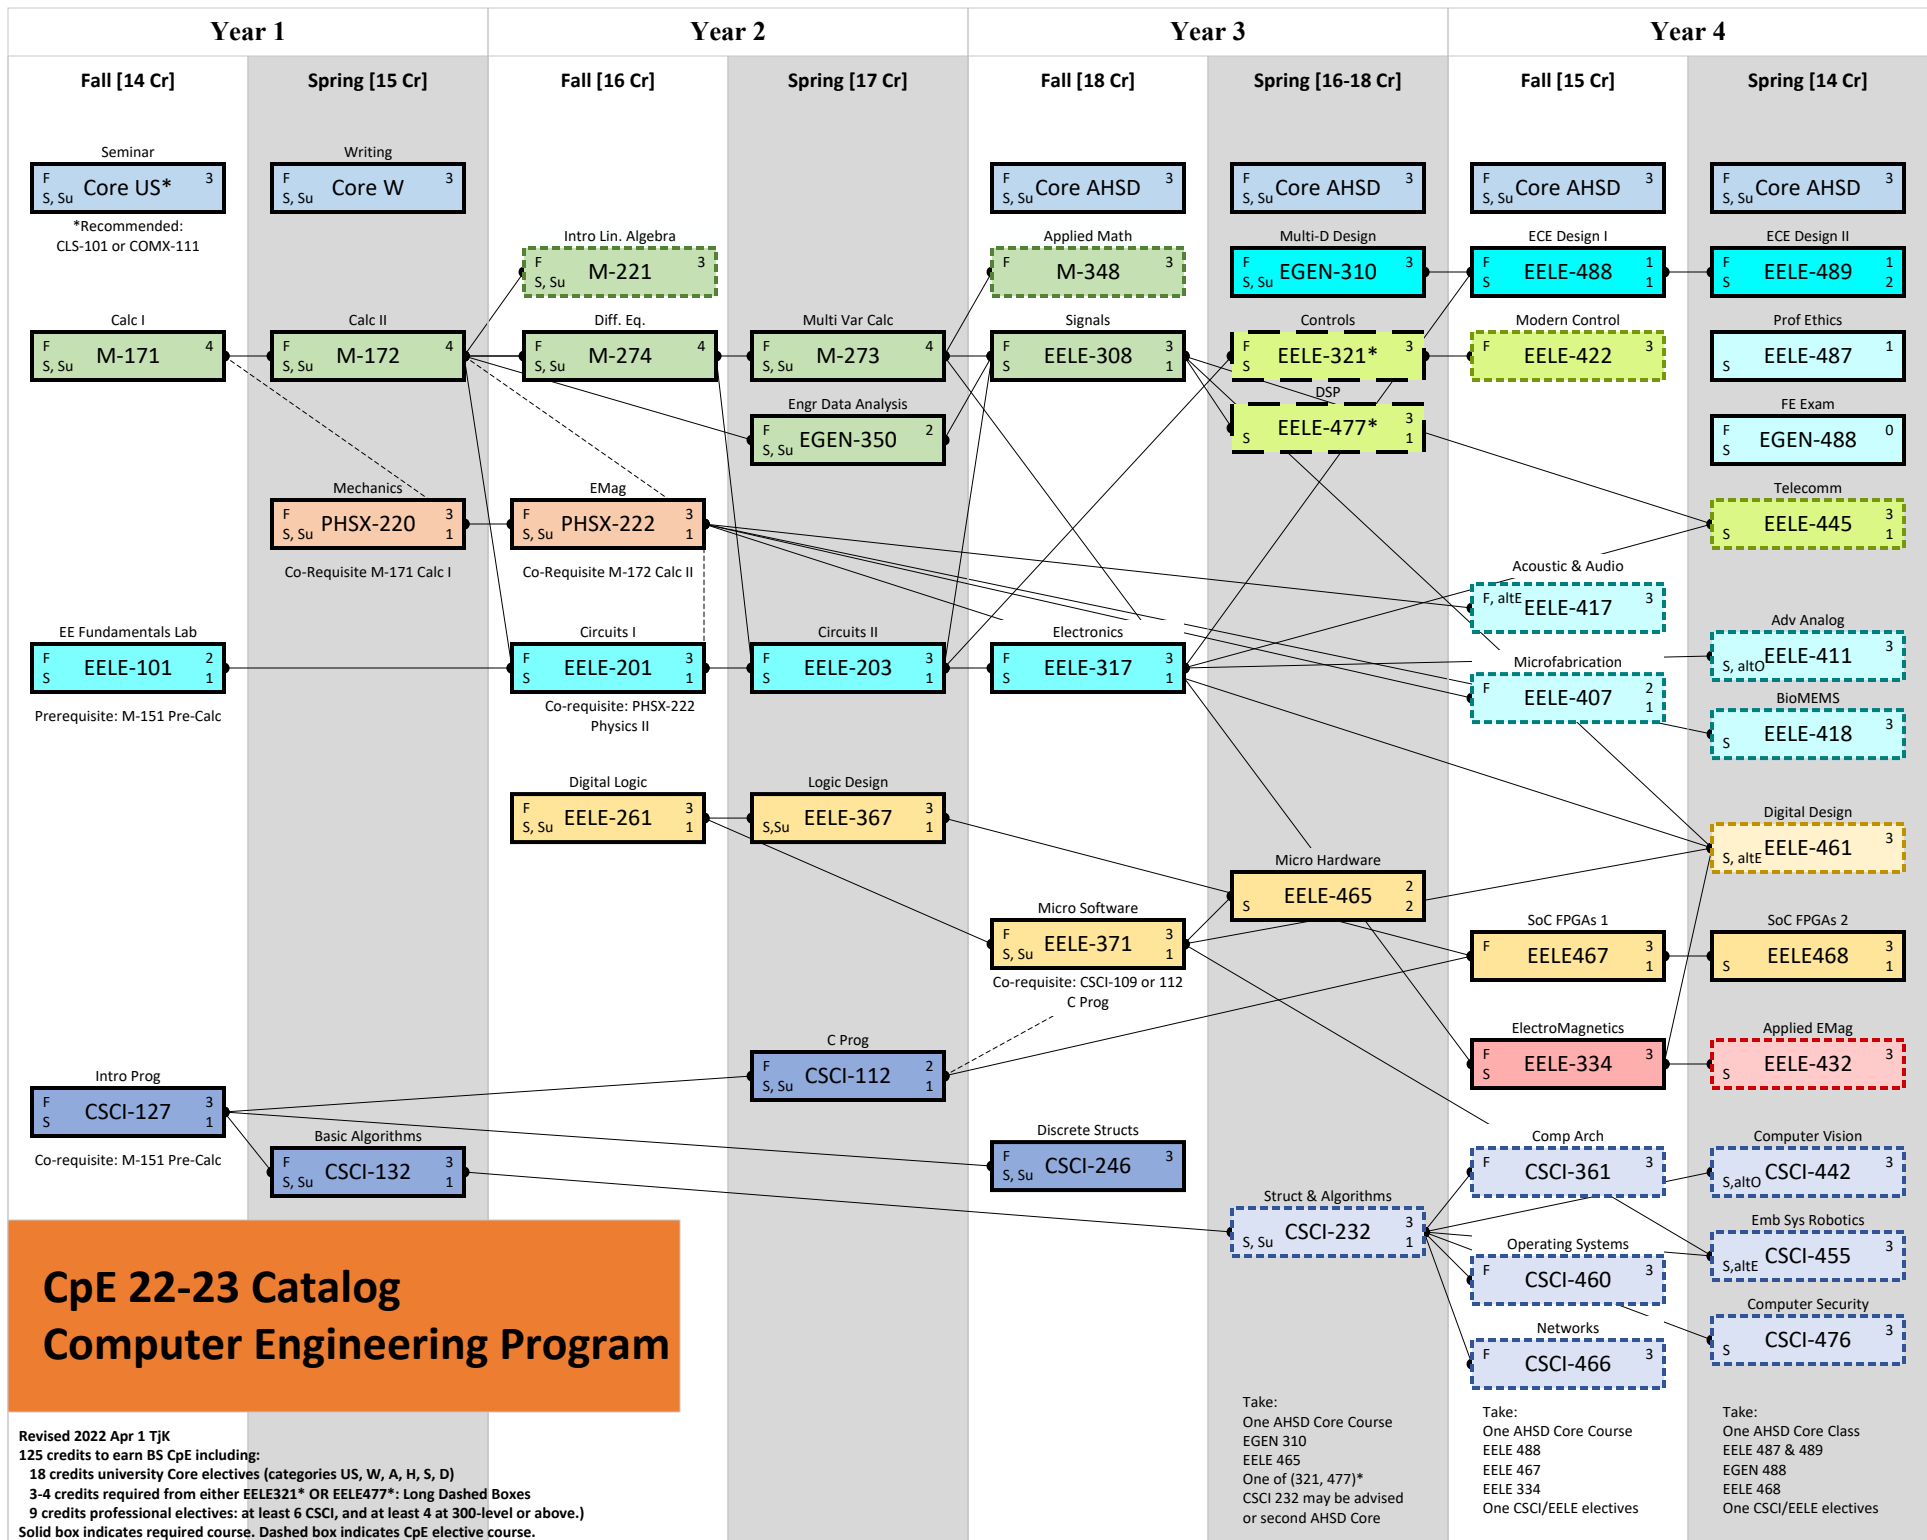 Year 1
Year 2
Year 3
Year 4
Fall [14 Cr]
Spring [15 Cr]
Fall [16 Cr]
Spring [17 Cr]
Fall [18 Cr]
Spring [16-18 Cr]
Fall [15 Cr]
Spring [14 Cr]
Seminar
F
S, Su
Core US*
3
*Recommended:
CLS-101 or COMX-111
Calc I
F
S, Su
M-171
4
EE Fundamentals Lab
F
S
EELE-101
2
1
Prerequisite: M-151 Pre-Calc
Intro Prog
F
S
CSCI-127
3
1
Co-requisite: M-151 Pre-Calc
Writing
F
S, Su
Core W
3
Calc II
F
S, Su
M-172
4
Mechanics
F
S, Su
PHSX-220
3
1
Co-Requisite M-171 Calc I
Basic Algorithms
F
S, Su
CSCI-132
3
1
Intro Lin. Algebra
F
S, Su
M-221
3
Diff. Eq.
F
S, Su
M-274
4
EMag
F
S, Su
PHSX-222
3
1
Co-Requisite M-172 Calc II
Circuits I
F
S
EELE-201
3
1
Co-requisite: PHSX-222
Physics II
Digital Logic
F
S, Su
EELE-261
3
1
Multi Var Calc
F
S, Su
M-273
4
Engr Data Analysis
F
S, Su
EGEN-350
2
Circuits II
F
S
EELE-203
3
1
Logic Design
S,Su
EELE-367
3
1
C Prog
F
S, Su
CSCI-112
2
1
F
S, Su
Core AHSD
3
Applied Math
F
M-348
3
Signals
F
S
EELE-308
3
1
Electronics
F
S
EELE-317
3
1
Micro Software
F
S, Su
EELE-371
3
1
Co-requisite: CSCI-109 or 112
C Prog
Discrete Structs
F
S, Su
CSCI-246
3
F
S, Su
Core AHSD
3
Multi-D Design
F
S, Su
EGEN-310
3
Controls
F
S
EELE-321*
3
DSP
S
EELE-477*
3
1
Micro Hardware
S
EELE-465
2
2
Struct & Algorithms
S, Su
CSCI-232
3
1
Take:
One AHSD Core Course
EGEN 310
EELE 465
One of (321, 477)*
CSCI 232 may be advised
or second AHSD Core
F
S, Su
Core AHSD
3
ECE Design I
F
S
EELE-488
1
1
Modern Control
F
EELE-422
3
Acoustic & Audio
F, altE
EELE-417
3
Microfabrication
F
EELE-407
2
1
SoC FPGAs 1
F
EELE467
3
1
ElectroMagnetics
F
S
EELE-334
3
Comp Arch
F
CSCI-361
3
Operating Systems
F
CSCI-460
3
Networks
F
CSCI-466
3
Take:
One AHSD Core Course
EELE 488
EELE 467
EELE 334
One CSCI/EELE electives
F
S, Su
Core AHSD
3
ECE Design II
F
S
EELE-489
1
2
Prof Ethics
S
EELE-487
1
FE Exam
F
S
EGEN-488
0
Telecomm
S
EELE-445
3
1
Adv Analog
S, altO
EELE-411
3
BioMEMS
S
EELE-418
3
Digital Design
S, altE
EELE-461
3
SoC FPGAs 2
S
EELE468
3
1
Applied EMag
S
EELE-432
3
Computer Vision
S,altO
CSCI-442
3
Emb Sys Robotics
S,altE
CSCI-455
3
Computer Security
S
CSCI-476
3
Take:
One AHSD Core Class
EELE 487 & 489
EGEN 488
EELE 468
One CSCI/EELE electives
CpE 22-23 Catalog
Computer Engineering Program
Revised 2022 Apr 1 TjK
125 credits to earn BS CpE including:
18 credits university Core electives (categories US, W, A, H, S, D)
3-4 credits required from either EELE321* OR EELE477*: Long Dashed Boxes
9 credits professional electives: at least 6 CSCI, and at least 4 at 300-level or above.)
Solid box indicates required course. Dashed box indicates CpE elective course.